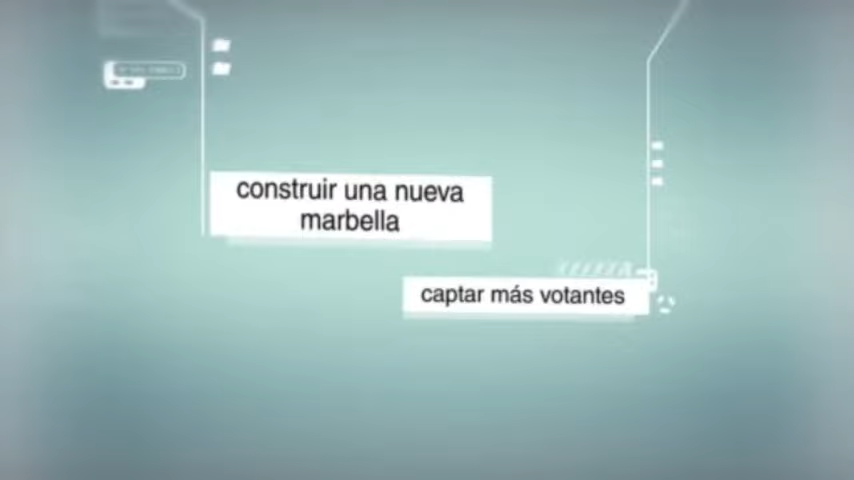 construir una nueva
marbella
captar más votantes